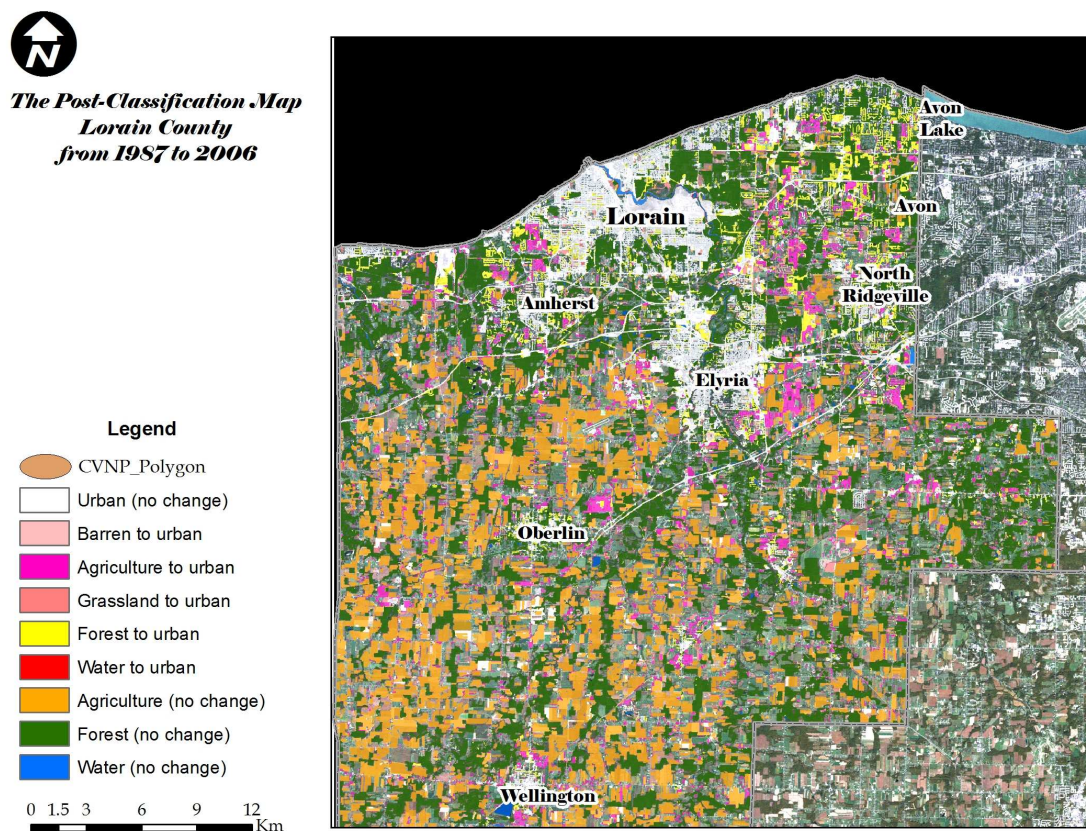 N
The Post-Classification Map
Lorain County
from 1987 to 2006
Avon
Lake
Lorain
Avon
North
Ridgeville
Amherst
Elyria
Oberlin
Wellington
Legend
CVNP_Polygon
Urban (no change)
Barren to urban
Agriculture to urban
Grassland to urban
Forest to urban
Water to urban
Agriculture (no change)
Forest (no change)
Water (no change)
0 1.5 3 6 9 12
Km